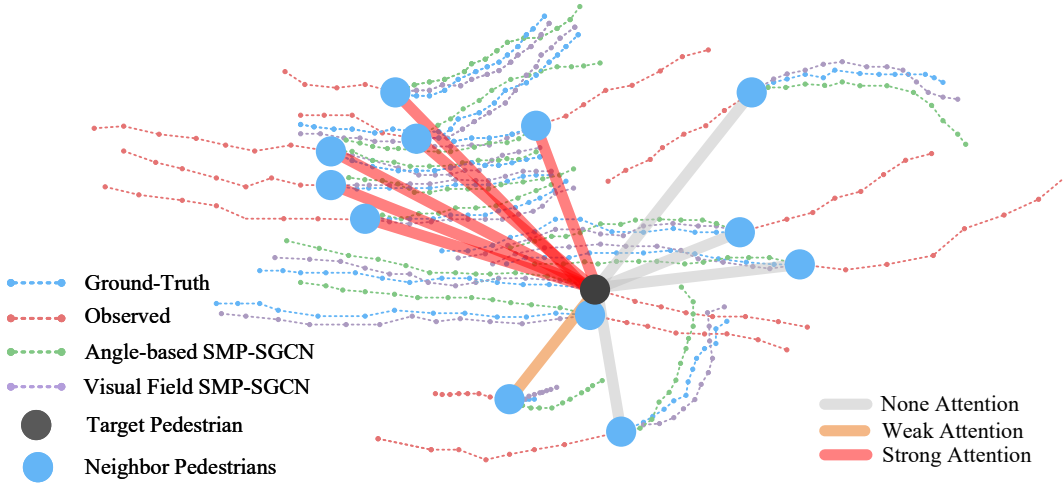 Ground-Truth
Observed
Angle-based SMP-SGCN
Visual Field SMP-SGCN
Target Pedestrian
Neighbor Pedestrians
None Attention
Weak Attention
Strong Attention